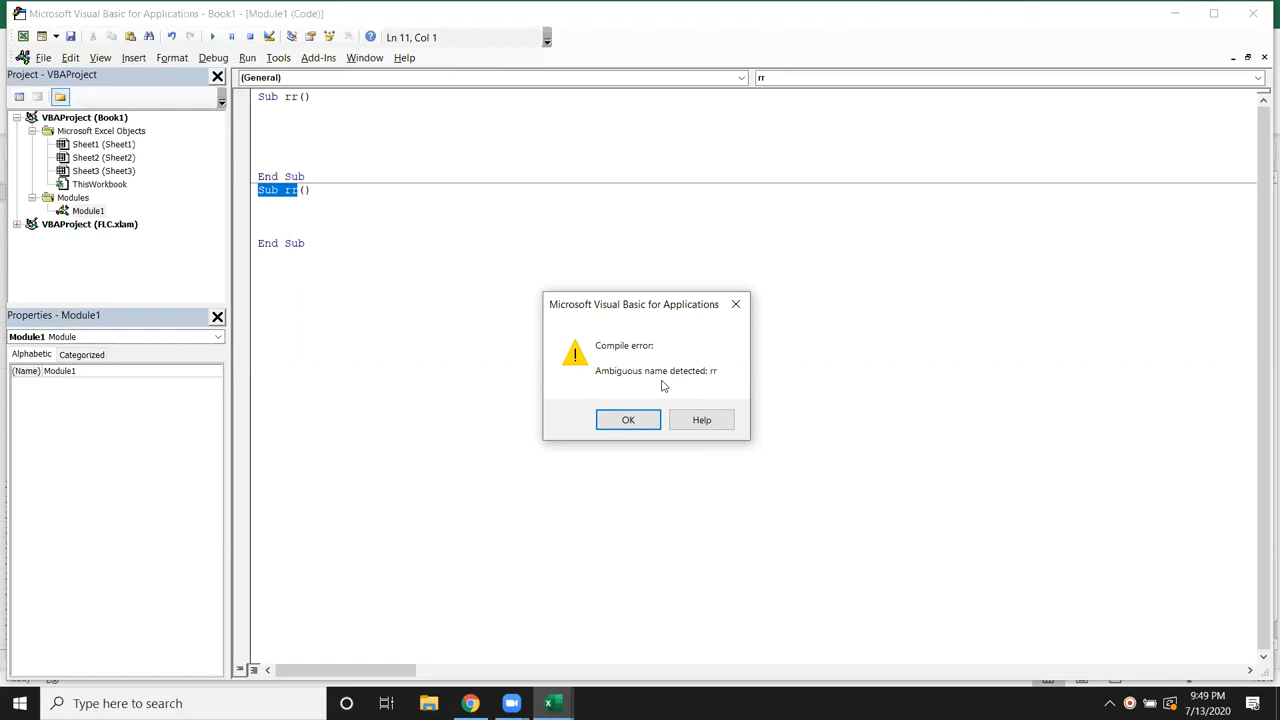 Microsoft Visual Basic for Applications - Book1 - [Module1 (Code)]
Ln 11, Col 1
File Edit View Insert Format Debug Run Tools Add-Ins Window Help
Project - VBAProject
(General)
rr
VBAProject (Book1)
Microsoft Excel Objects
Sheet1 (Sheet1)
Sheet2 (Sheet2)
Sheet3 (Sheet3)
ThisWorkbook
Modules
Module1
VBAProject (FLC.xlam)
Sub rr()
End Sub
Sub rr()
End Sub
Microsoft Visual Basic for Applications
Compile error:
Ambiguous name detected: rr
OK
Help
Properties - Module1
Module1 Module
Alphabetic Categorized
(Name) Module1
Type here to search
9:49 PM
7/13/2020